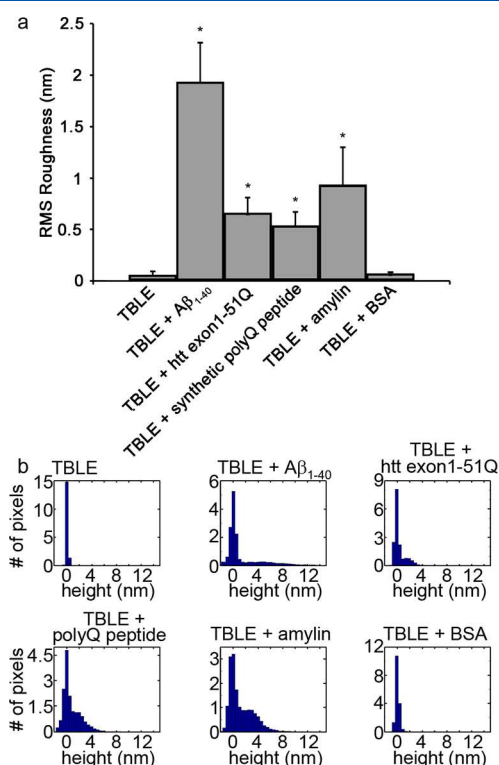 a
2.5
2
1.5
1
0.5
0
RMS Roughness (nm)
*
*
*
*
TBLE
TBLE + Aβ1-40
TBLE + htt exon1-51Q
TBLE + synthetic polyQ peptide
TBLE + amylin
TBLE + BSA
b
TBLE
15
10
5
0
# of pixels
0 4 8 12
height (nm)
TBLE + Aβ1-40
6
4
2
0
0 4 8 12
height (nm)
TBLE +
htt exon1-51Q
9
6
3
0
0 4 8 12
height (nm)
TBLE +
polyQ peptide
4.5
3
1.5
0
# of pixels
0 4 8 12
height (nm)
TBLE + amylin
3
2
1
0
0 4 8 12
height (nm)
TBLE + BSA
12
8
4
0
0 4 8 12
height (nm)